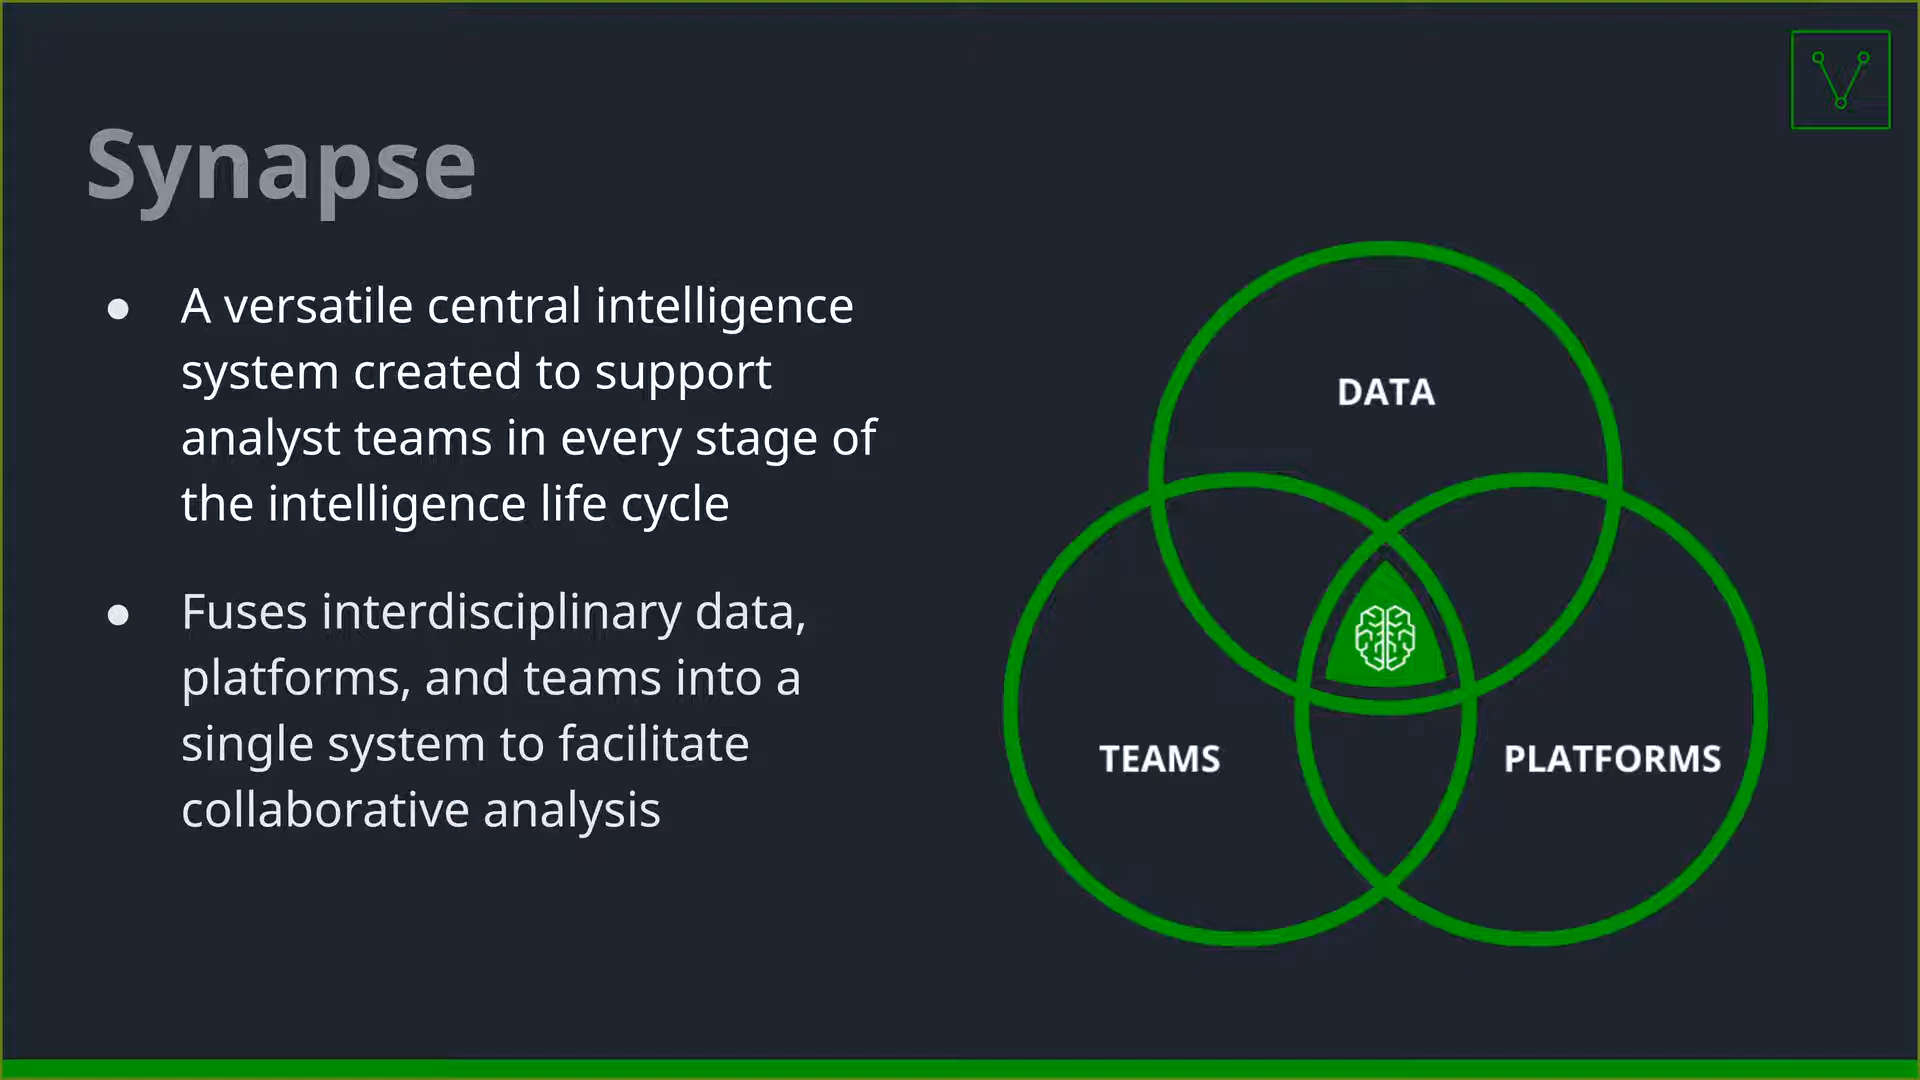 Synapse
● A versatile central intelligence
system created to support
analyst teams in every stage of
the intelligence life cycle
● Fuses interdisciplinary data,
platforms, and teams into a
single system to facilitate
collaborative analysis
DATA
TEAMS
PLATFORMS